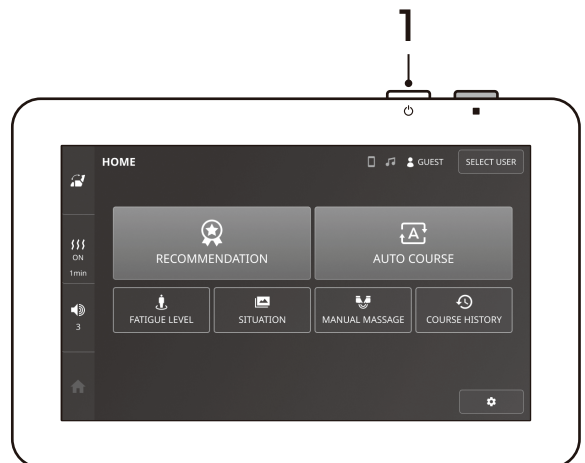 1
HOME
GUEST
SELECT USER
ON
1min
3
RECOMMENDATION
A
AUTO COURSE
FATIGUE LEVEL
SITUATION
MANUAL MASSAGE
COURSE HISTORY